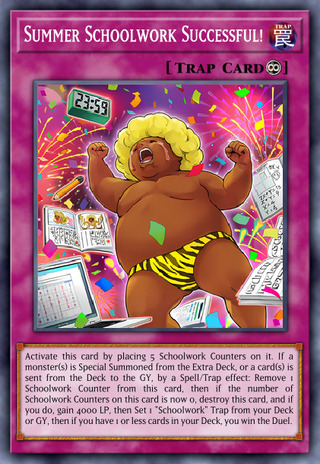 SUMMER SCHOOLWORK SUCCESSFUL!
TRAP
罠
[TRAP CARD]
23:59
Activate this card by placing 5 Schoolwork Counters on it. If a
monster(s) is Special Summoned from the Extra Deck, or a card(s) is
sent from the Deck to the GY, by a Spell/Trap effect: Remove 1
Schoolwork Counter from this card, then if the number of
Schoolwork Counters on this card is now 0, destroy this card, and if
you do, gain 4000 LP, then Set 1 "Schoolwork" Trap from your Deck
or GY, then if you have 1 or less cards in your Deck, you win the Duel.